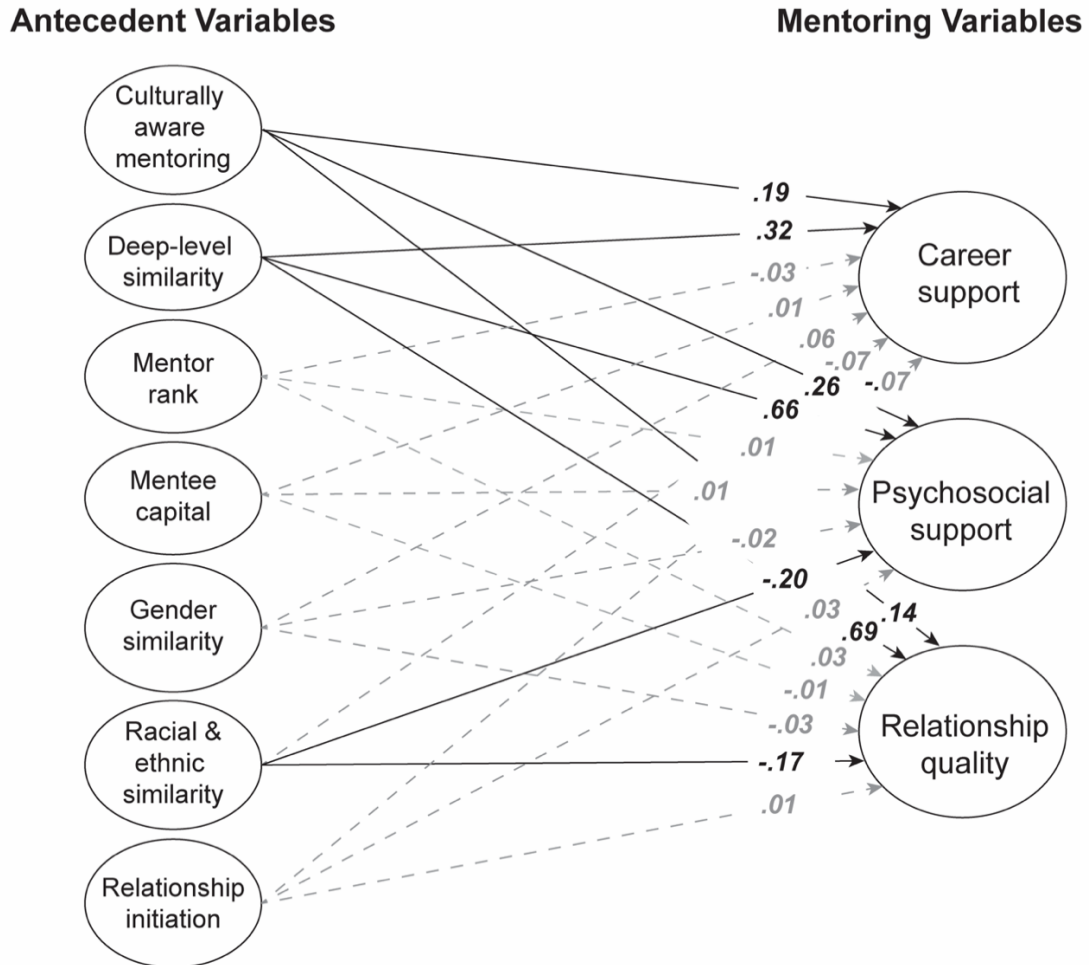 Antecedent Variables
Mentoring Variables
Culturally
aware
mentoring
Deep-level
similarity
Mentor
rank
Mentee
capital
Gender
similarity
Racial &
ethnic
similarity
Relationship
initiation
.19
.32
-.03
.01
.06
-.07
-.07
.26
.66
.01
.01
-.02
-.20
.03
.14
.69
.03
-.01
-.03
-.17
.01
Career
support
Psychosocial
support
Relationship
quality